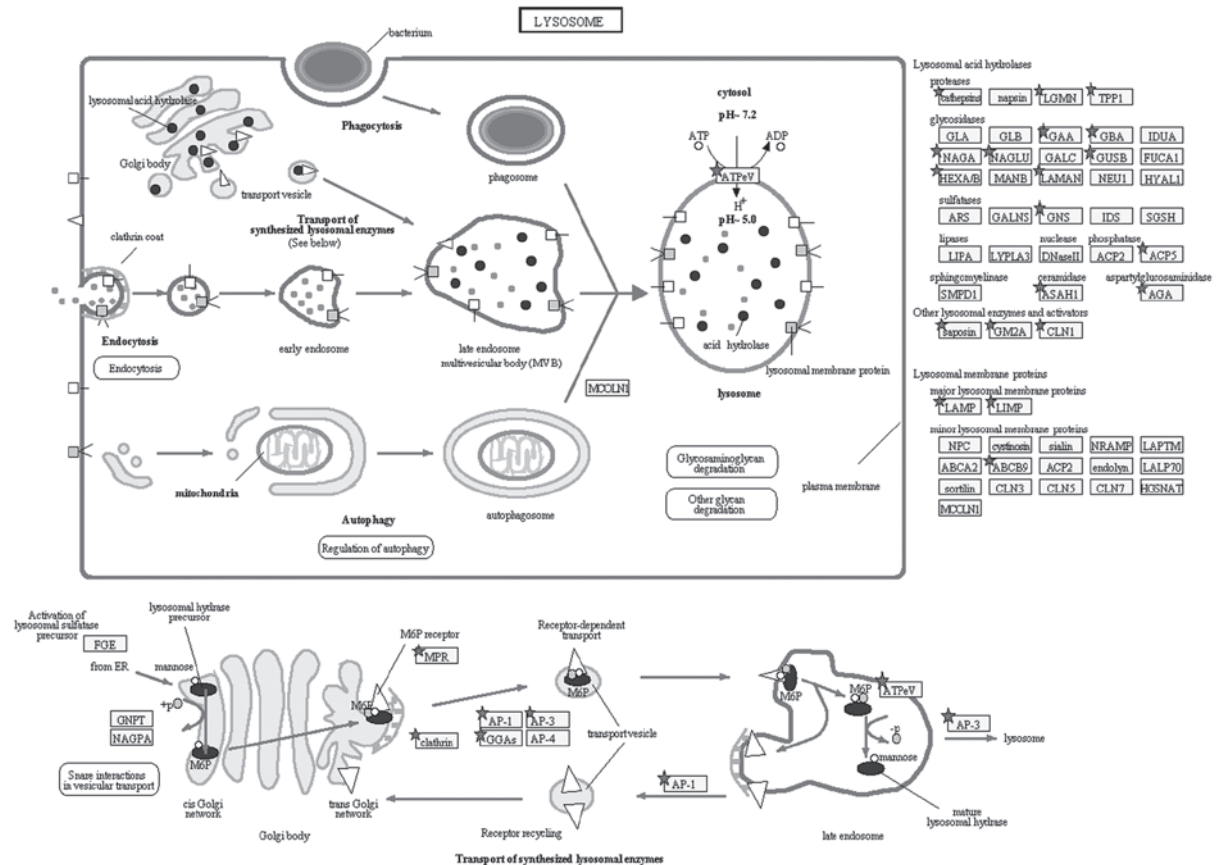 LYSOSOME
bacterium
lysosomal acid hydrolase
Golgi body
transport vesicle
Phagocytosis
phagosome
Transport of
synthesized lysosomal enzymes
(See below)
clathrin coat
Endocytosis
Endocytosis
early endosome
late endosome
multivesicular body (MVB)
MCOLN1
cytosol
pH~ 7.2
ATP
ADP
ATPeV
H+
pH~ 5.0
acid hydrolase
lysosomal membrane protein
lysosome
mitochondria
Autophagy
Regulation of autophagy
autophagosome
Glycosaminoglycan
degradation
Other glycan
degradation
plasma membrane
Lysosomal acid hydrolases
proteases
cathepsins napsin LGMN TPP1
glycosidases
GLA GLB GAA GBA IDUA
NAGA NAGLU GALC GUSB FUCA1
HEXA/B MANB LAMAN NEU1 HYAL1
sulfatases
ARS GALNS GNS IDS SGSH
lipases nuclease phosphatase
LIPA LYPLA3 DNaseII ACP2 ACP5
sphingomyelinase ceramidase aspartylglucosaminidase
SMPD1 ASAH1 AGA
Other lysosomal enzymes and activators
saposin GM2A CLN1
Lysosomal membrane proteins
major lysosomal membrane proteins
LAMP LIMP
minor lysosomal membrane proteins
NPC cystinosin sialin NRAMP LAPTM
ABCA2 ABCB9 ACP2 endolyn LALP70
sortilin CLN3 CLN5 CLN7 HGSNAT
MCOLN1
Activation of
lysosomal sulfatase
precursor
FGE
lysosomal hydrase
precursor
from ER
mannose
+p
GNPT
NAGPA
M6P
Snare interactions
in vesicular transport
cis Golgi
network
Golgi body
trans Golgi
network
M6P receptor
MPR
M6P
clathrin
AP-1 AP-3
GGAs AP-4
Receptor-dependent
transport
M6P
transport vesicle
Receptor recycling
AP-1
M6P
M6P
ATPeV
-p
mannose
AP-3
lysosome
mature
lysosomal hydrase
late endosome
Transport of synthesized lysosomal enzymes